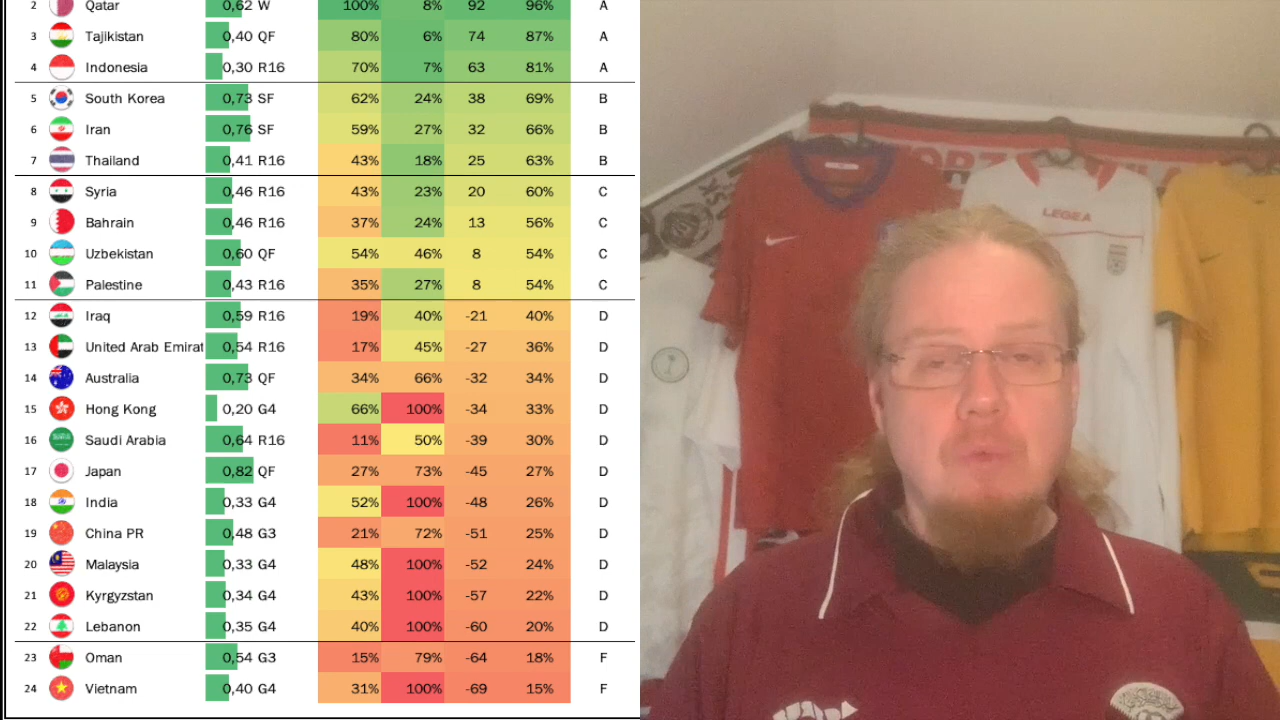 2 Qatar 0,62 W 100% 8% 92 96% A
3 Tajikistan 0,40 QF 80% 6% 74 87% A
4 Indonesia 0,30 R16 70% 7% 63 81% A
5 South Korea 0,73 SF 62% 24% 38 69% B
6 Iran 0,76 SF 59% 27% 32 66% B
7 Thailand 0,41 R16 43% 18% 25 63% B
8 Syria 0,46 R16 43% 23% 20 60% C
9 Bahrain 0,46 R16 37% 24% 13 56% C
10 Uzbekistan 0,60 QF 54% 46% 8 54% C
11 Palestine 0,43 R16 35% 27% 8 54% C
12 Iraq 0,59 R16 19% 40% -21 40% D
13 United Arab Emirat 0,54 R16 17% 45% -27 36% D
14 Australia 0,73 QF 34% 66% -32 34% D
15 Hong Kong 0,20 G4 66% 100% -34 33% D
16 Saudi Arabia 0,64 R16 11% 50% -39 30% D
17 Japan 0,82 QF 27% 73% -45 27% D
18 India 0,33 G4 52% 100% -48 26% D
19 China PR 0,48 G3 21% 72% -51 25% D
20 Malaysia 0,33 G4 48% 100% -52 24% D
21 Kyrgyzstan 0,34 G4 43% 100% -57 22% D
22 Lebanon 0,35 G4 40% 100% -60 20% D
23 Oman 0,54 G3 15% 79% -64 18% F
24 Vietnam 0,40 G4 31% 100% -69 15% F
LEGEA